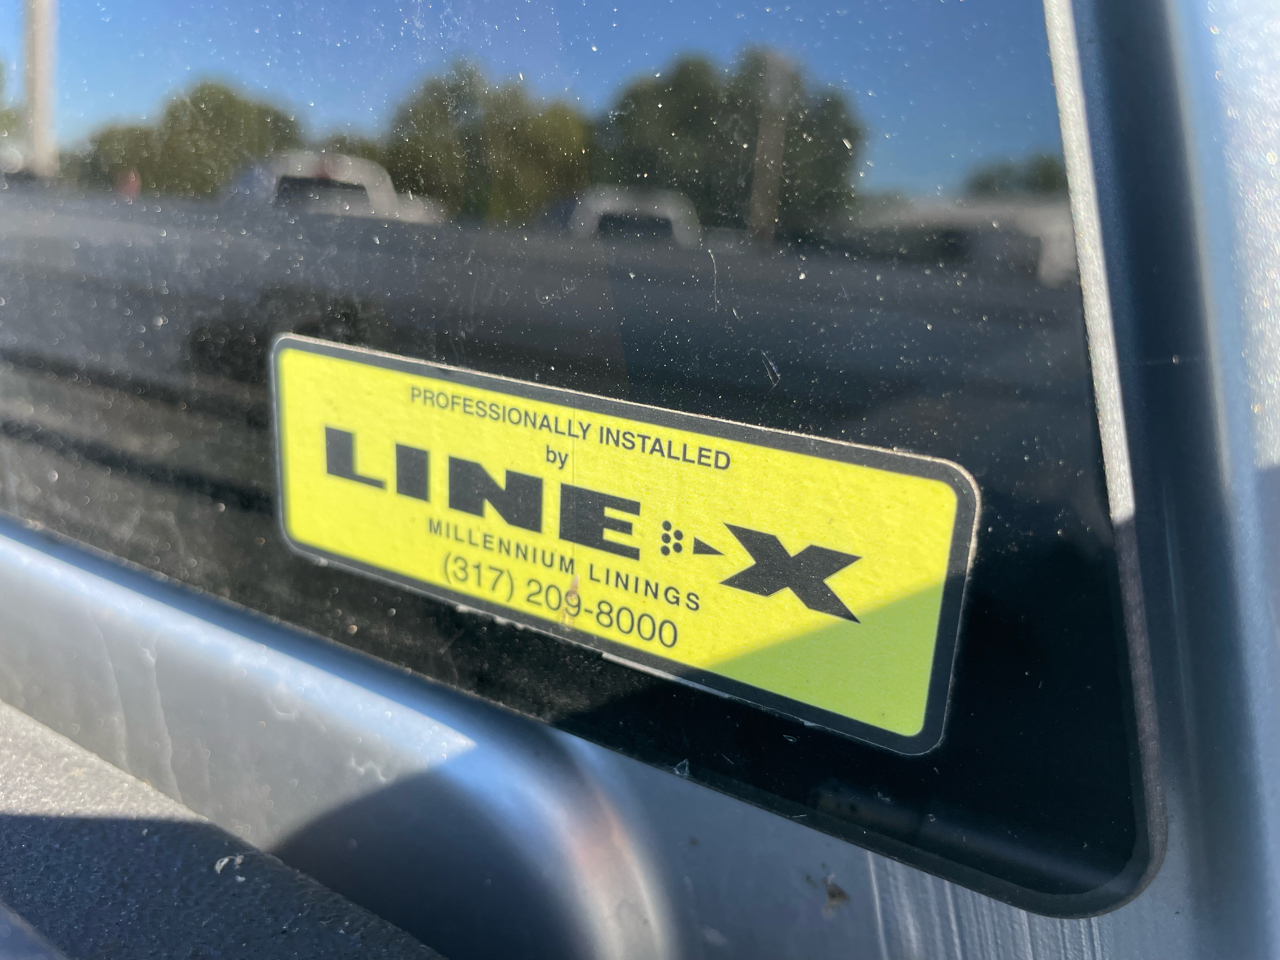 PROFESSIONALLY INSTALLED
by
LINE-X
MILLENNIUM LININGS
(317) 209-8000